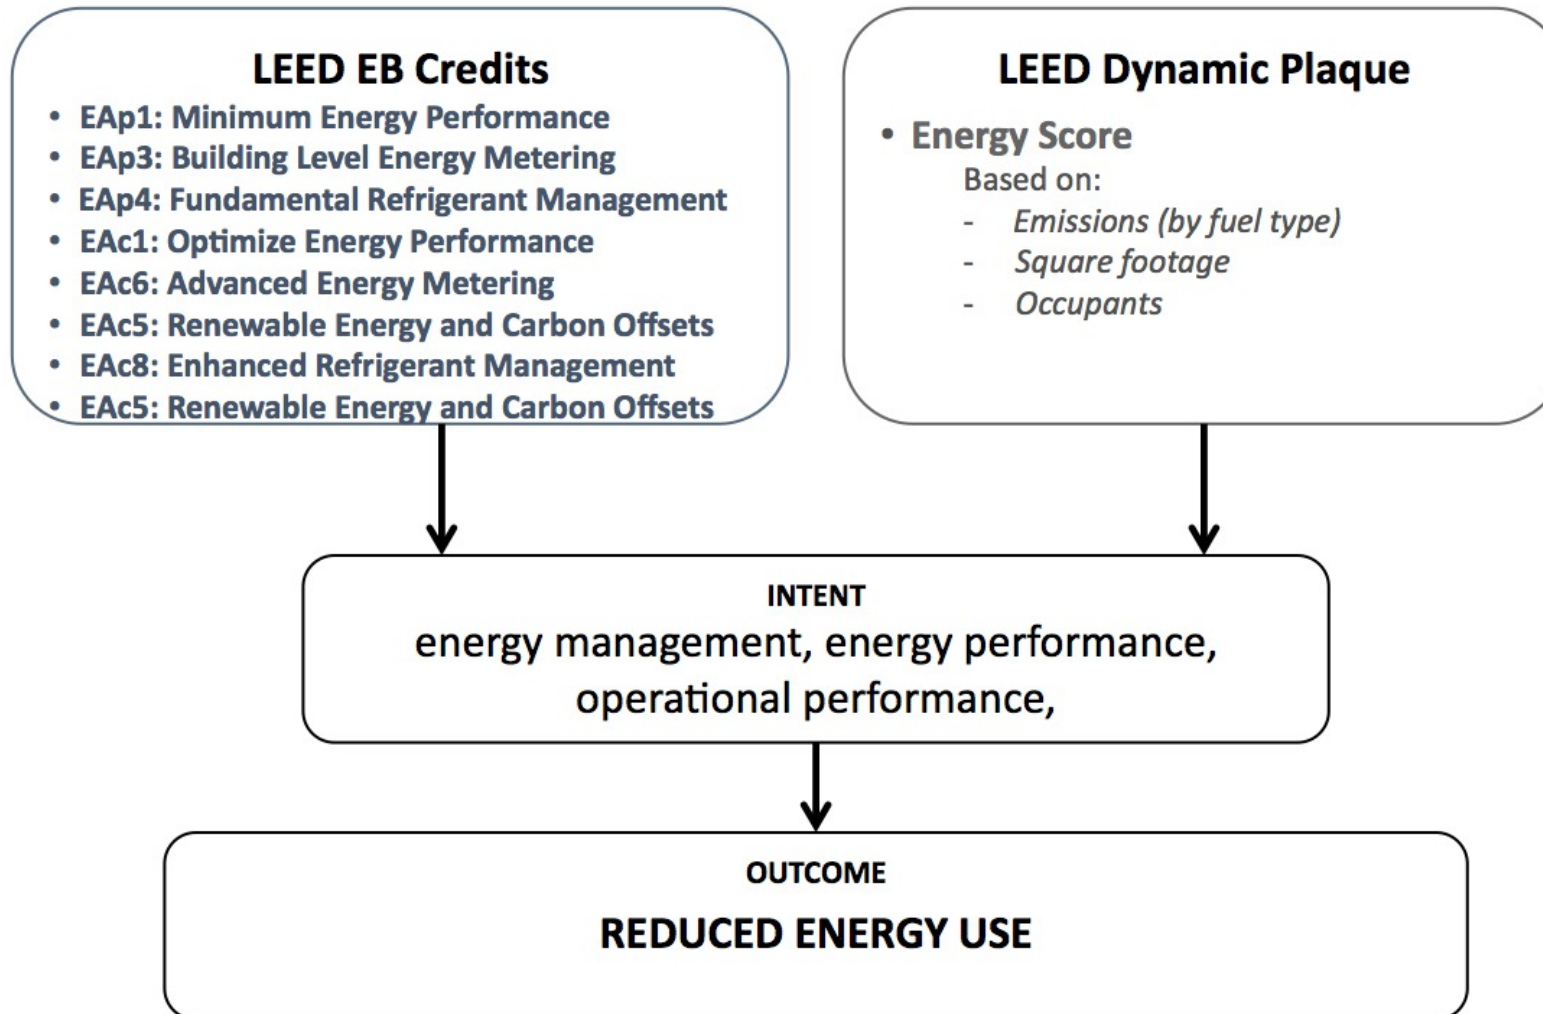 LEED EB Credits
• EAp1: Minimum Energy Performance
• EAp3: Building Level Energy Metering
• EAp4: Fundamental Refrigerant Management
• EAc1: Optimize Energy Performance
• EAc6: Advanced Energy Metering
• EAc5: Renewable Energy and Carbon Offsets
• EAc8: Enhanced Refrigerant Management
• EAc5: Renewable Energy and Carbon Offsets
LEED Dynamic Plaque
• Energy Score
Based on:
- Emissions (by fuel type)
- Square footage
- Occupants
INTENT
energy management, energy performance,
operational performance,
OUTCOME
REDUCED ENERGY USE